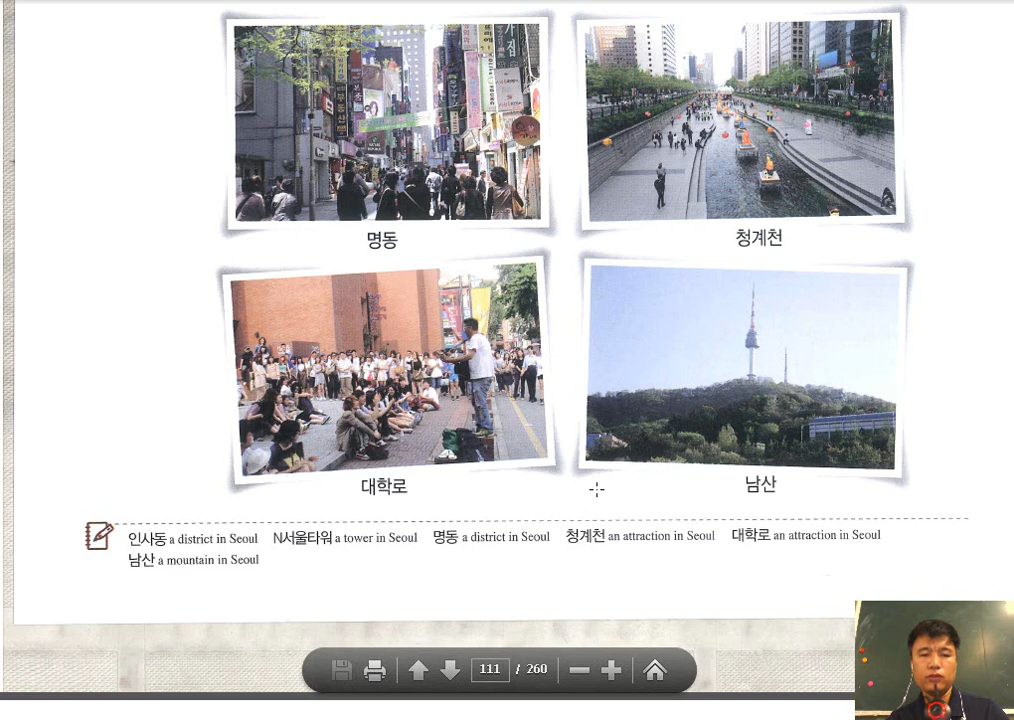 명동
청계천
대학로
남산
인사동 a district in Seoul N서울타워 a tower in Seoul 명동 a district in Seoul 청계천 an attraction in Seoul 대학로 an attraction in Seoul
남산 a mountain in Seoul
111 / 260